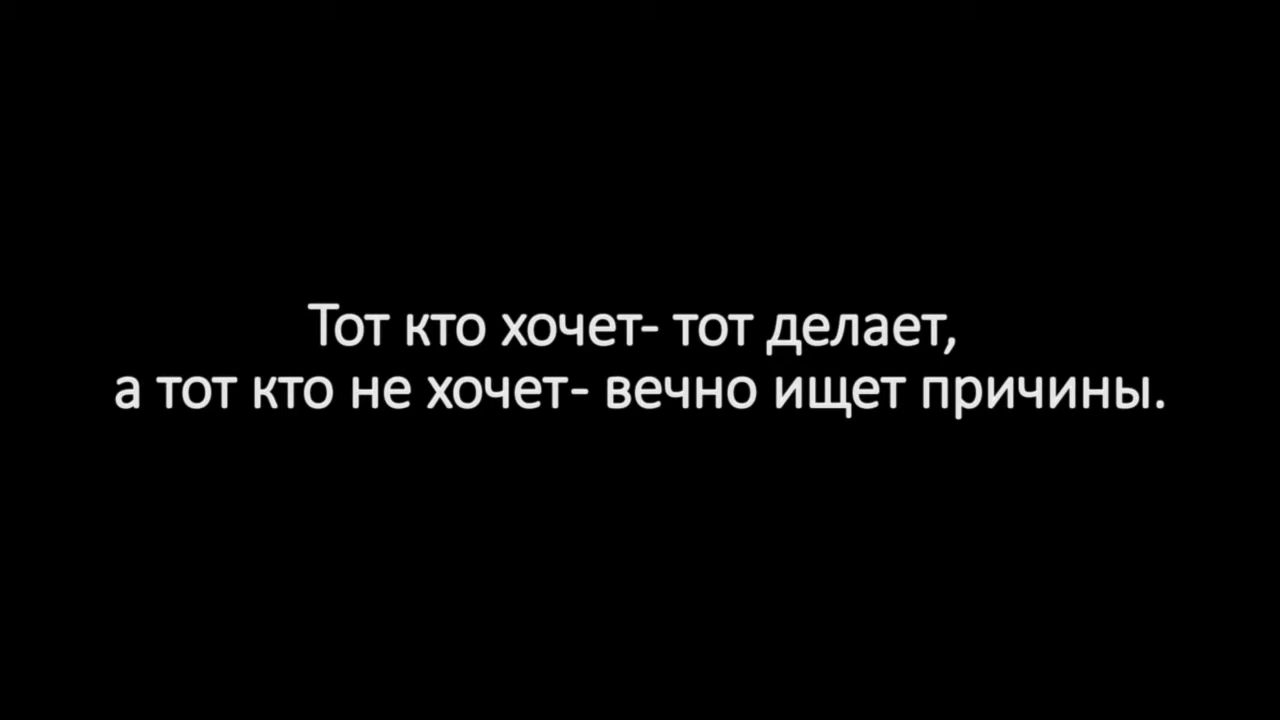 Тот кто хочет- тот делает,
а тот кто не хочет- вечно ищет причины.